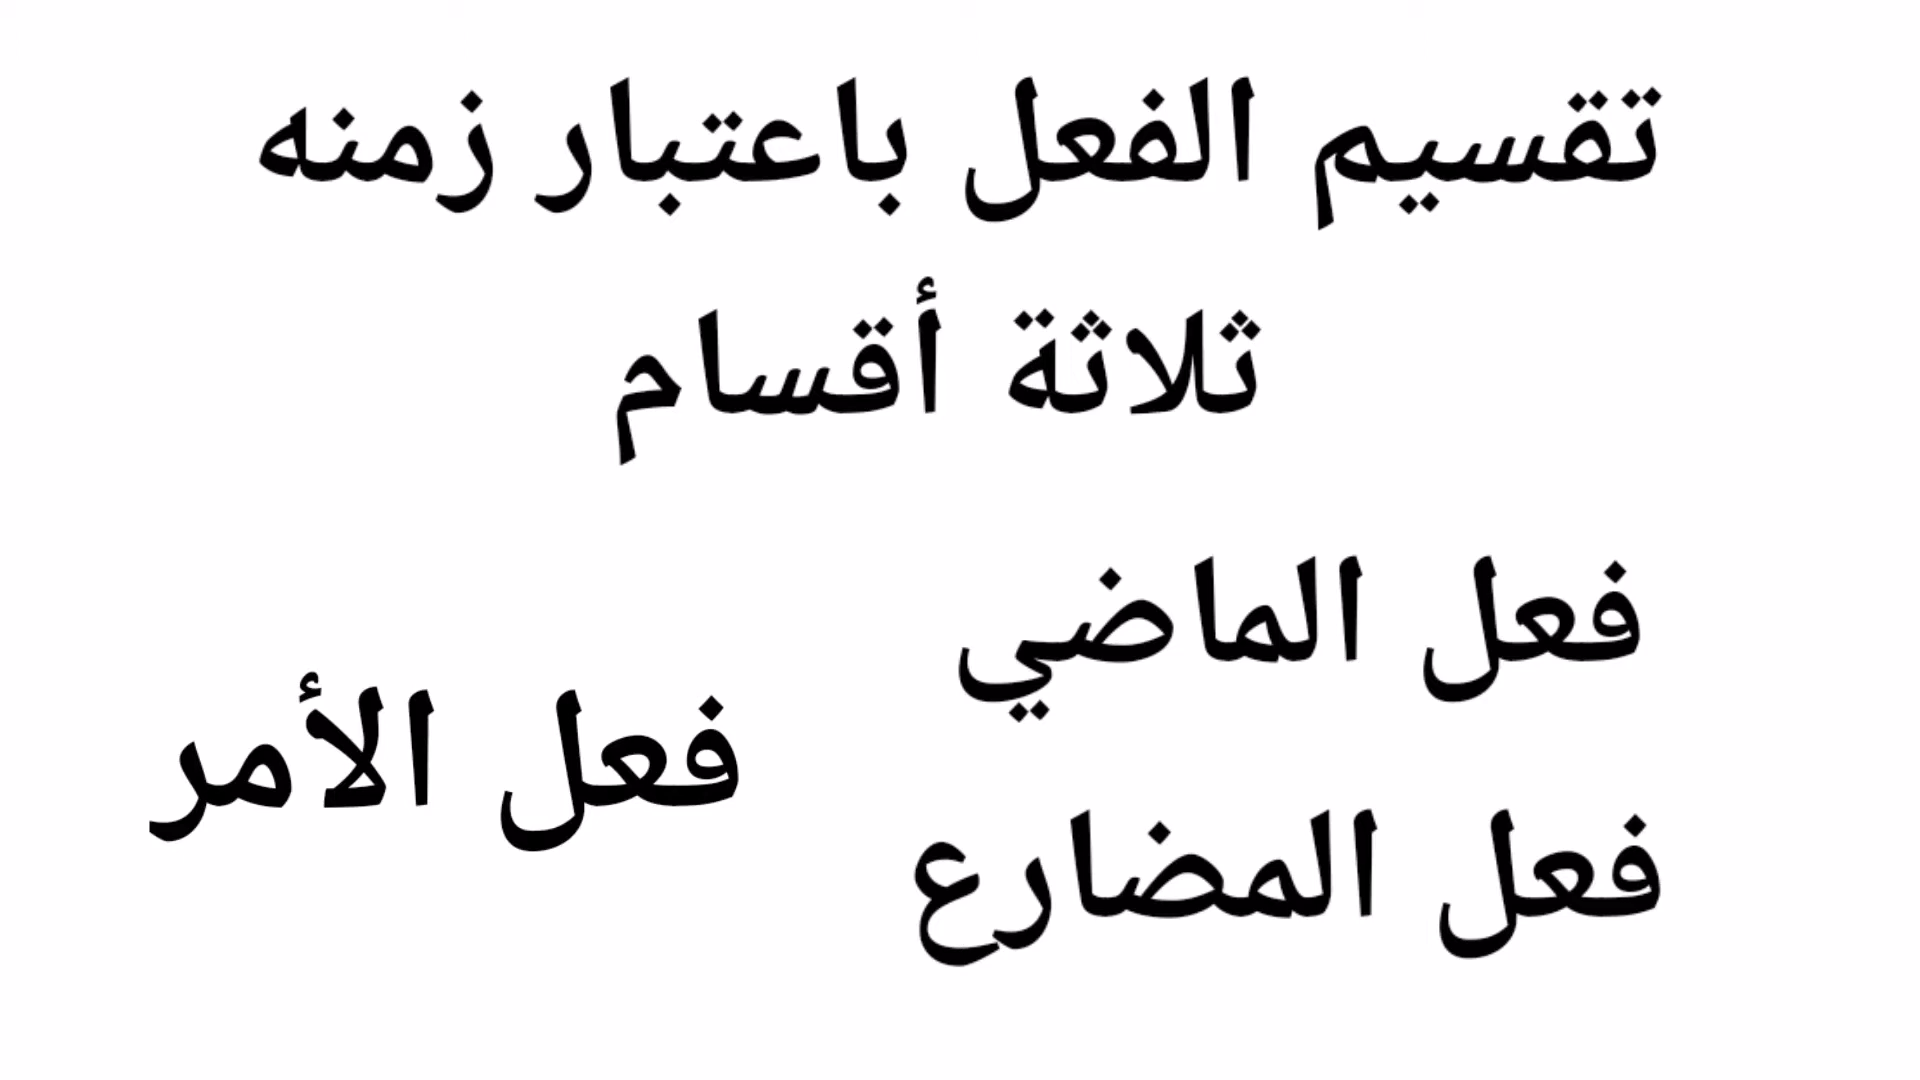 تقسيم الفعل باعتبار زمنه
ثلاثة أقسام
فعل الماضي
فعل المضارع
فعل الأمر